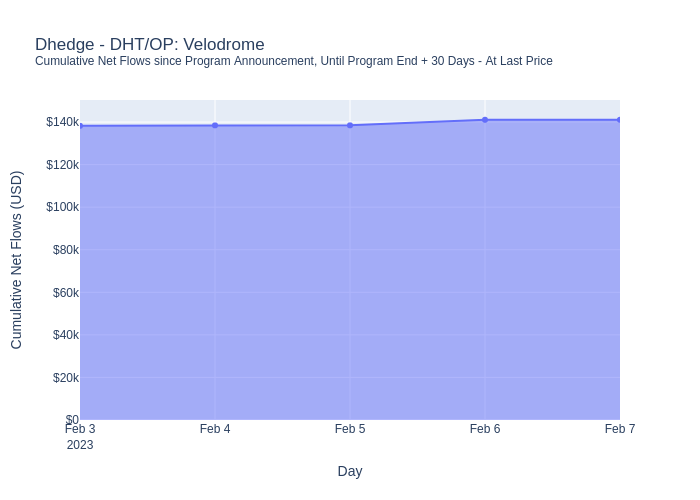 Dhedge - DHT/OP: Velodrome
Cumulative Net Flows since Program Announcement, Until Program End + 30 Days - At Last Price
Cumulative Net Flows (USD)
$140k
$120k
$100k
$80k
$60k
$40k
$20k
$0
Feb 3 Feb 4 Feb 5 Feb 6 Feb 7
2023
Day